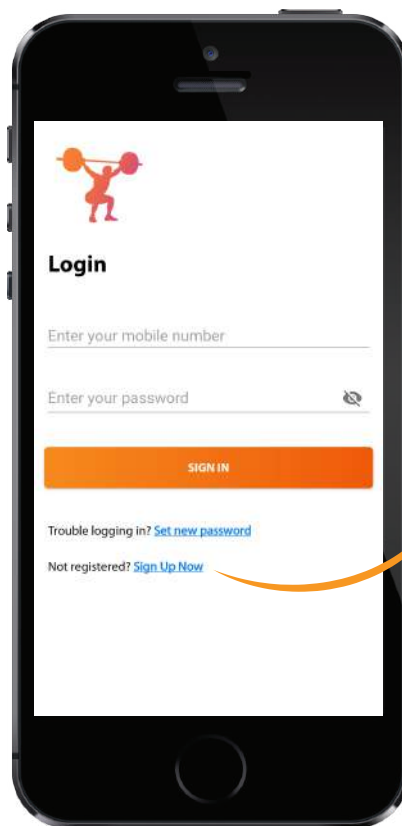 Login
Enter your mobile number
Enter your password
SIGN IN
Trouble logging in? Set new password
Not registered? Sign Up Now